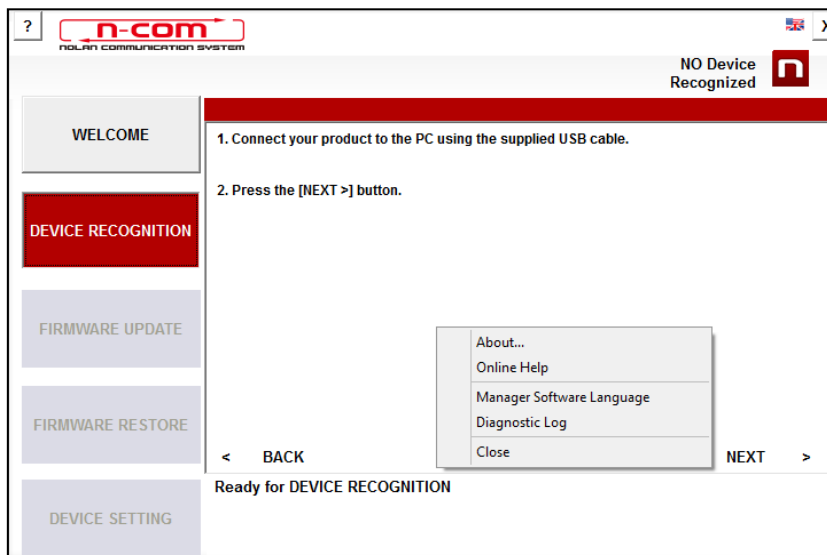 ?
n-com
NOLAN COMMUNICATION SYSTEM
X
NO Device
Recognized
n
WELCOME
1. Connect your product to the PC using the supplied USB cable.
DEVICE RECOGNITION
2. Press the [NEXT >] button.
FIRMWARE UPDATE
About...
Online Help
Manager Software Language
Diagnostic Log
Close
FIRMWARE RESTORE
< BACK
NEXT >
Ready for DEVICE RECOGNITION
DEVICE SETTING